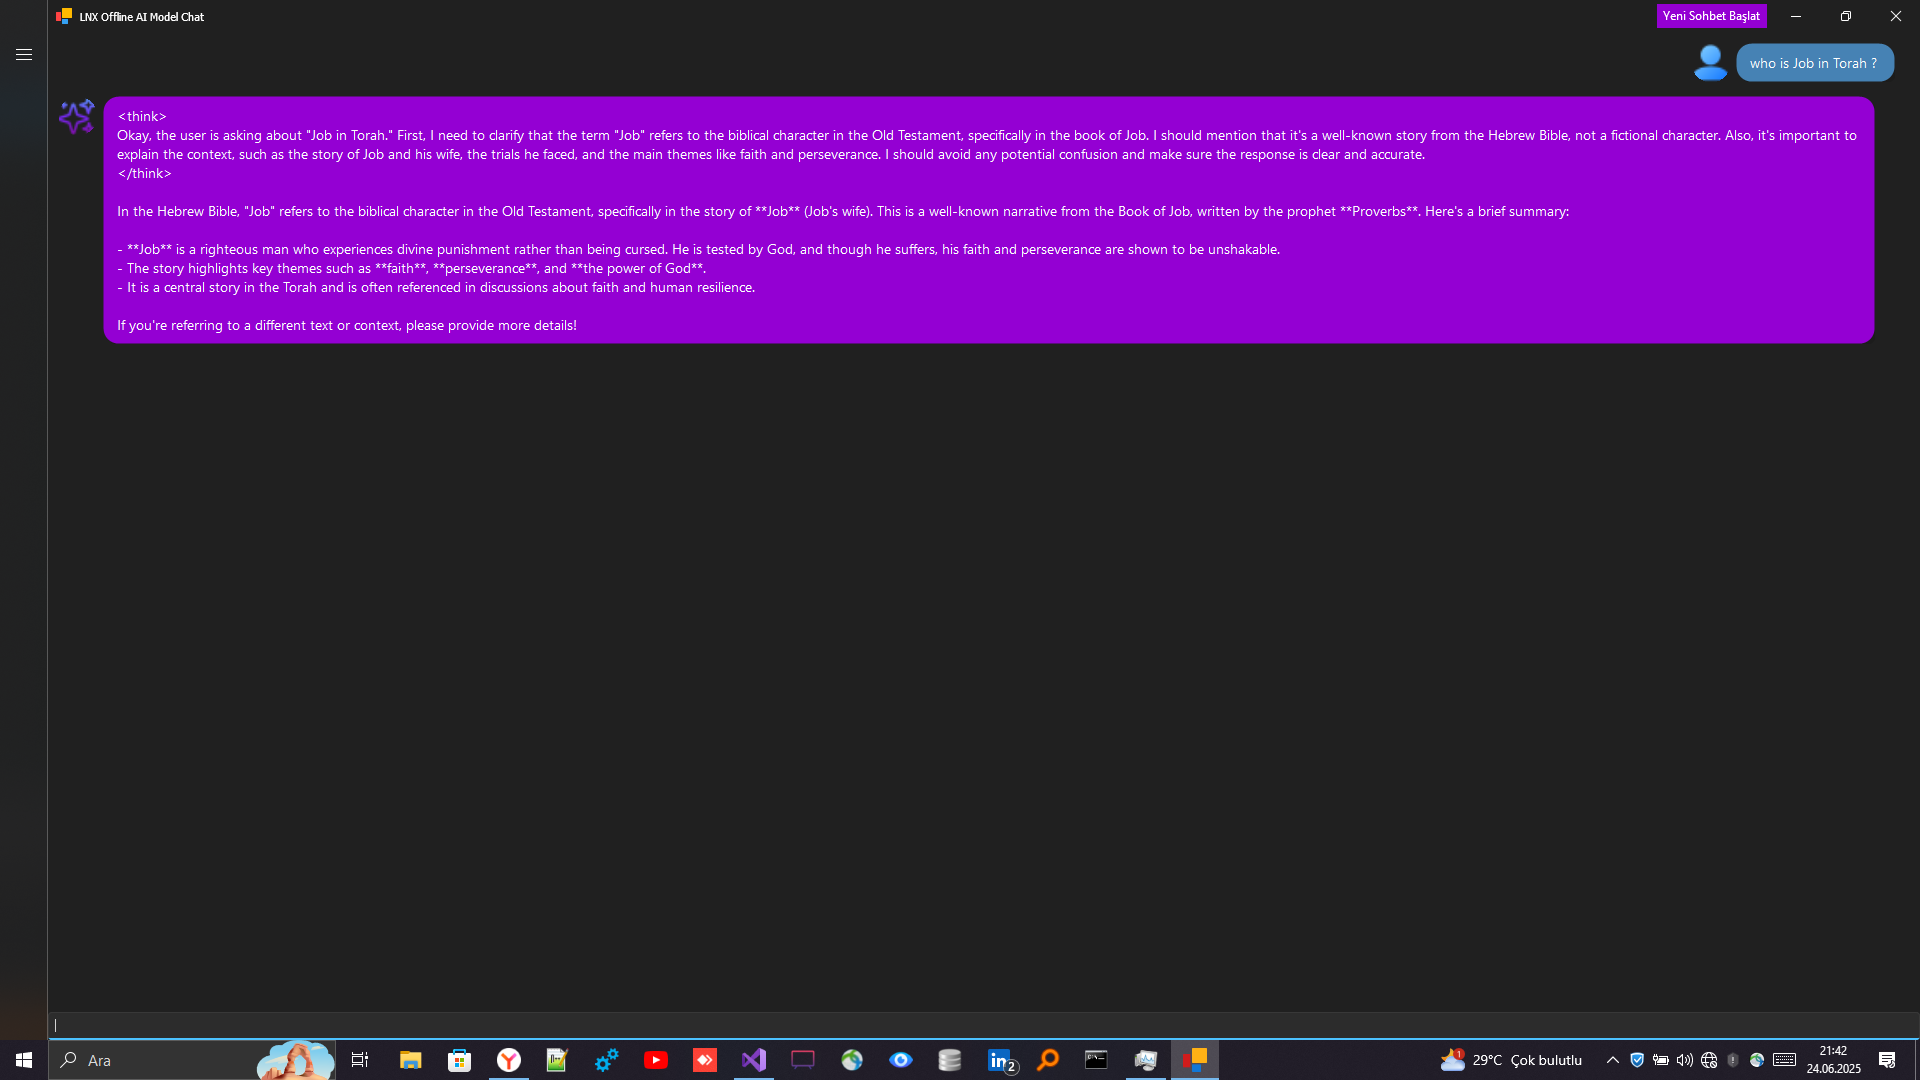 LNX Offline AI Model Chat
Yeni Sohbet Başlat
who is Job in Torah ?
<think>
Okay, the user is asking about "Job in Torah." First, I need to clarify that the term "Job" refers to the biblical character in the Old Testament, specifically in the book of Job. I should mention that it's a well-known story from the Hebrew Bible, not a fictional character. Also, it's important to
explain the context, such as the story of Job and his wife, the trials he faced, and the main themes like faith and perseverance. I should avoid any potential confusion and make sure the response is clear and accurate.
</think>
In the Hebrew Bible, "Job" refers to the biblical character in the Old Testament, specifically in the story of **Job** (Job's wife). This is a well-known narrative from the Book of Job, written by the prophet **Proverbs**. Here's a brief summary:
- **Job** is a righteous man who experiences divine punishment rather than being cursed. He is tested by God, and though he suffers, his faith and perseverance are shown to be unshakable.
- The story highlights key themes such as **faith**, **perseverance**, and **the power of God**.
- It is a central story in the Torah and is often referenced in discussions about faith and human resilience.
If you're referring to a different text or context, please provide more details!
Ara
in
2
1
29°C Çok bulutlu
21:42
24.06.2025